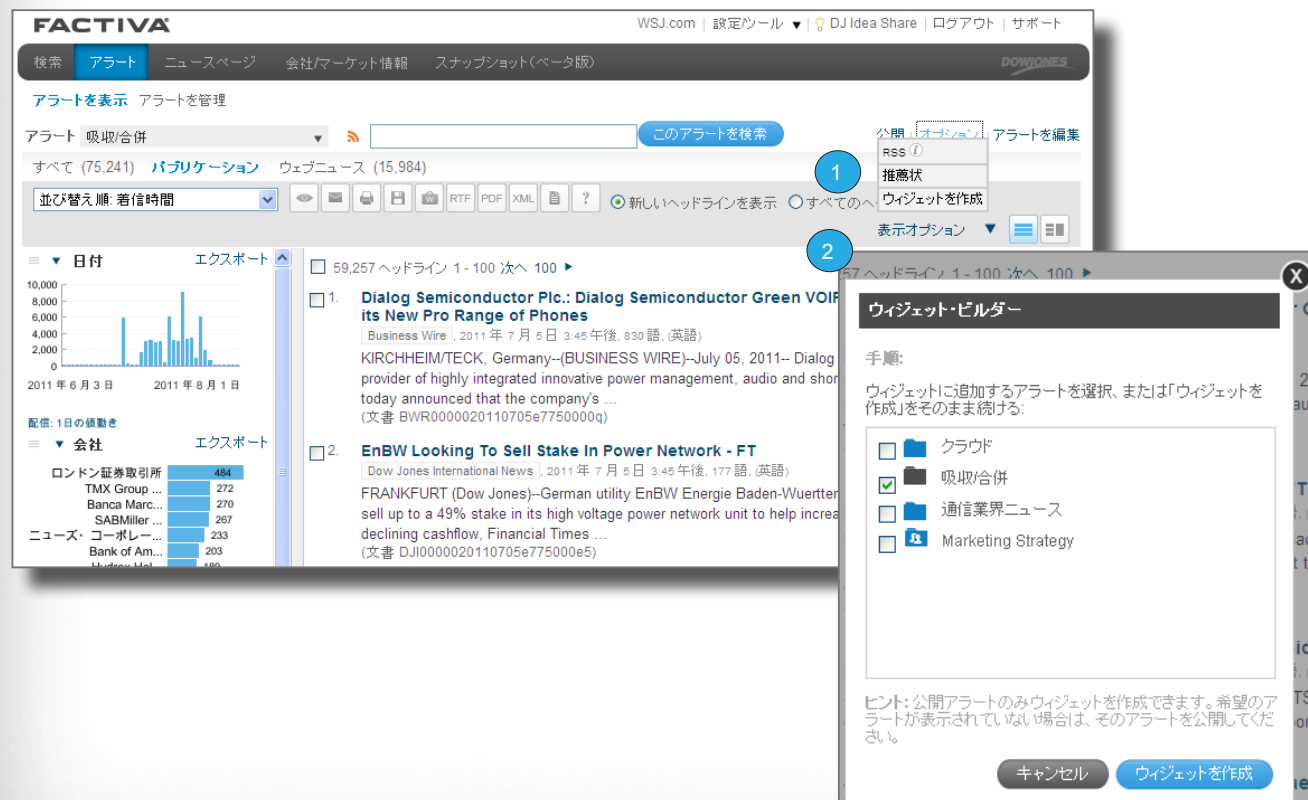 FACTIVA
WSJ.com | 設定/ツール ▼ | DJ Idea Share | ログアウト | サポート
検索 アラート ニュースページ 会社/マーケット情報 スナップショット(ベータ版) DOWJONES
アラートを表示 アラートを管理
アラート 吸収/合併 このアラートを検索 公開 オプション アラートを編集
RSS
推薦状
ウィジェットを作成
すべて (75,241) パブリケーション ウェブニュース (15,984)
1
並び替え順: 着信時間 RTF PDF XML ? 新しいヘッドラインを表示 すべてのヘ
表示オプション ▼
2
日付 エクスポート
10,000
8,000
6,000
4,000
2,000
0
2011 年 6 月 3 日 2011 年 8 月 1 日
配信: 1日の値動き
会社 エクスポート
ロンドン証券取引所 484
TMX Group ... 272
Banca Marc... 270
SABMiller ... 267
ニューズ・コーポレー... 233
Bank of Am... 203
59,257 ヘッドライン 1 - 100 次へ 100 ▶
1. Dialog Semiconductor Plc.: Dialog Semiconductor Green VOIP
its New Pro Range of Phones
Business Wire , 2011 年 7 月 5 日 3:45 午後, 830 語, (英語)
KIRCHHEIM/TECK, Germany--(BUSINESS WIRE)--July 05, 2011-- Dialog
provider of highly integrated innovative power management, audio and shor
today announced that the company's ...
(文書 BWR0000020110705e7750000q)
2. EnBW Looking To Sell Stake In Power Network - FT
Dow Jones International News , 2011 年 7 月 5 日 3:45 午後, 177 語, (英語)
FRANKFURT (Dow Jones)--German utility EnBW Energie Baden-Wuertter
sell up to a 49% stake in its high voltage power network unit to help increa
declining cashflow, Financial Times ...
(文書 DJI0000020110705e775000e5)
57 ヘッドライン 1 - 100 次へ 100 ▶
X
ウィジェット・ビルダー
手順:
ウィジェットに追加するアラートを選択、または「ウィジェットを
作成」をそのまま続ける:
クラウド
吸収/合併
通信業界ニュース
Marketing Strategy
ヒント: 公開アラートのみウィジェットを作成できます。希望のア
ラートが表示されていない場合は、そのアラートを公開してくだ
さい。
キャンセル ウィジェットを作成